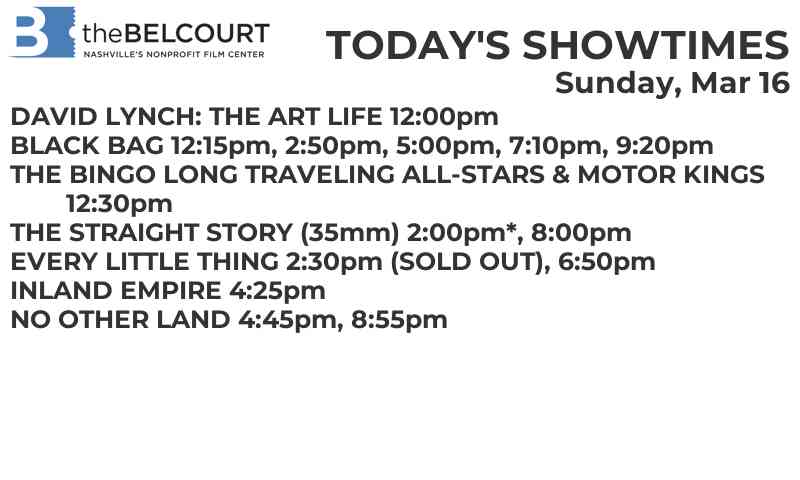 B theBELCOURT
NASHVILLE'S NONPROFIT FILM CENTER
TODAY'S SHOWTIMES
Sunday, Mar 16
DAVID LYNCH: THE ART LIFE 12:00pm
BLACK BAG 12:15pm, 2:50pm, 5:00pm, 7:10pm, 9:20pm
THE BINGO LONG TRAVELING ALL-STARS & MOTOR KINGS
12:30pm
THE STRAIGHT STORY (35mm) 2:00pm*, 8:00pm
EVERY LITTLE THING 2:30pm (SOLD OUT), 6:50pm
INLAND EMPIRE 4:25pm
NO OTHER LAND 4:45pm, 8:55pm